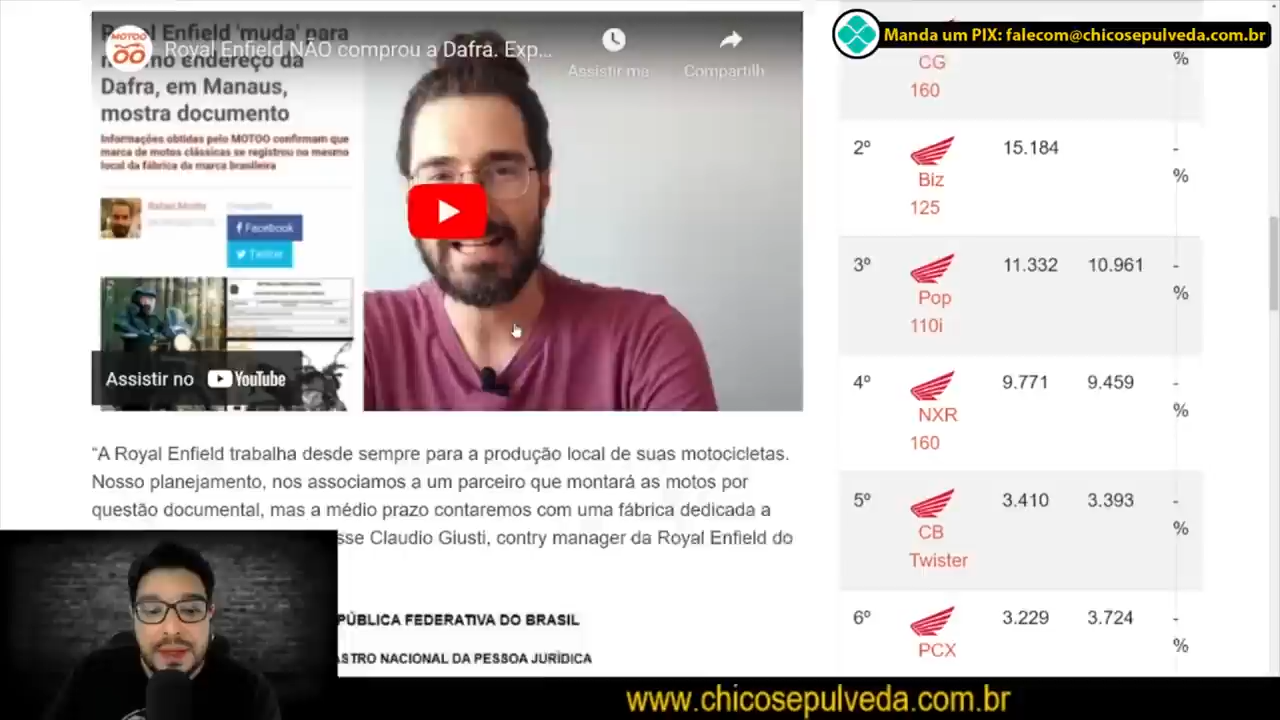 Royal Enfield 'muda' para
mesmo endereço da
Dafra, em Manaus,
mostra documento
Informações obtidas pelo MOTOO confirmam que
marca de motos clássicas se registrou no mesmo
local da fábrica da marca brasileira
Facebook
Twitter
MOTOO
Royal Enfield NÃO comprou a Dafra. Exp...
Assistir ma
Compartilh
Assistir no YouTube
“A Royal Enfield trabalha desde sempre para a produção local de suas motocicletas.
Nosso planejamento, nos associamos a um parceiro que montará as motos por
questão documental, mas a médio prazo contaremos com uma fábrica dedicada a
sse Claudio Giusti, contry manager da Royal Enfield do
PÚBLICA FEDERATIVA DO BRASIL
ASTRO NACIONAL DA PESSOA JURÍDICA
Manda um PIX: falecom@chicosepulveda.com.br
CG
160
%
2º 15.184 -
Biz %
125
3º 11.332 10.961 -
Pop %
110i
4º 9.771 9.459 -
NXR %
160
5º 3.410 3.393 -
CB %
Twister
6º 3.229 3.724 -
PCX %
www.chicosepulveda.com.br